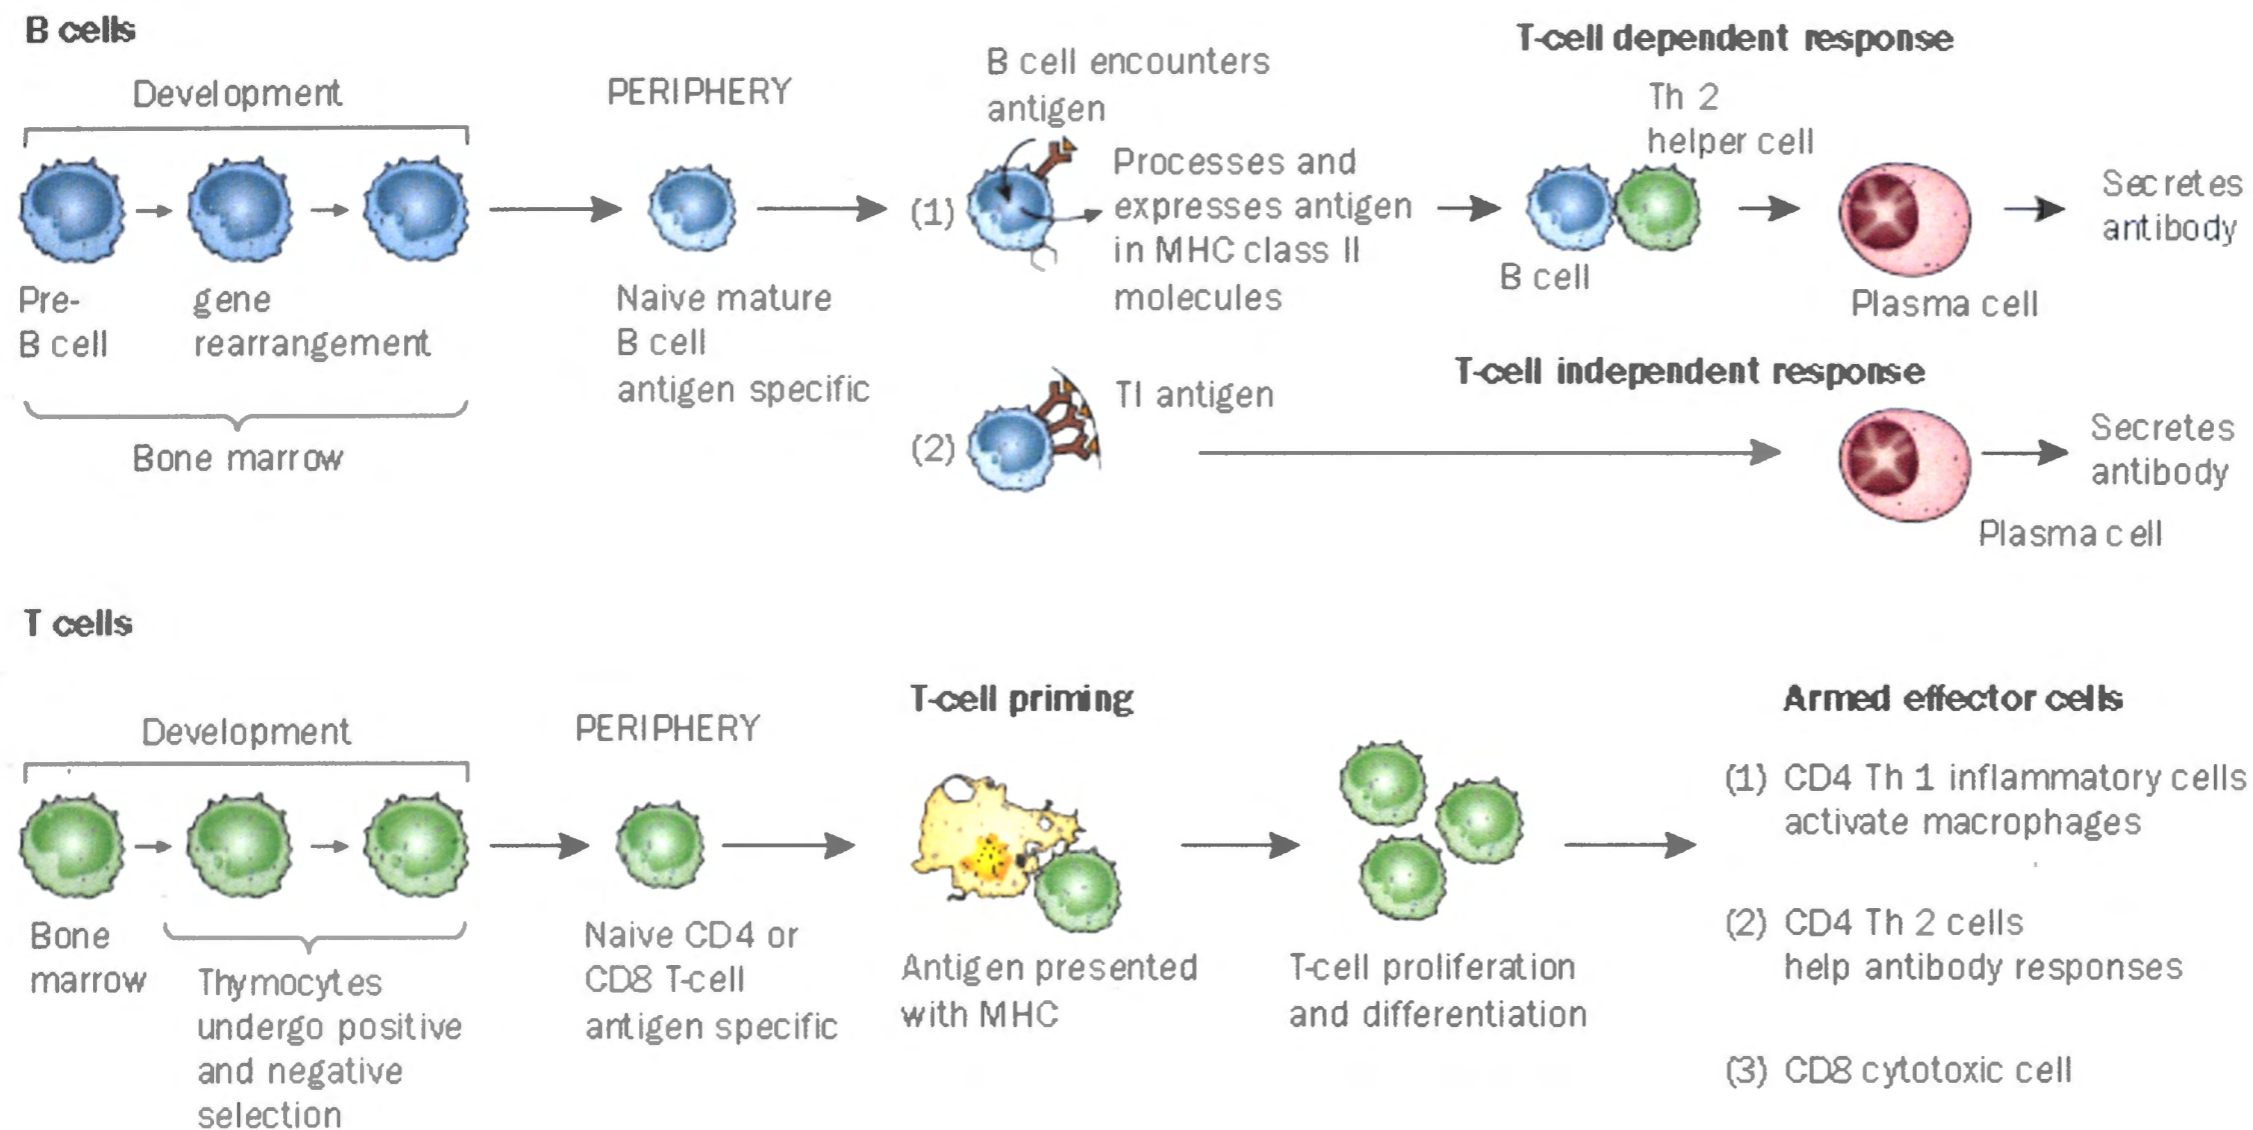 B cells
Development
PERIPHERY
B cell encounters
antigen
T-cell dependent response
Th 2
helper cell
(1)
Processes and
expresses antigen
in MHC class II
molecules
B cell
Plasma cell
Secretes
antibody
Pre-
B cell
gene
rearrangement
Naive mature
B cell
antigen specific
Bone marrow
(2)
TI antigen
T-cell independent response
Secretes
antibody
Plasma cell
T cells
Development
PERIPHERY
T-cell priming
Armed effector cells
Bone
marrow
Thymocytes
undergo positive
and negative
selection
Naive CD4 or
CD8 T-cell
antigen specific
Antigen presented
with MHC
T-cell proliferation
and differentiation
(1) CD4 Th 1 inflammatory cells
activate macrophages
(2) CD4 Th 2 cells
help antibody responses
(3) CD8 cytotoxic cell